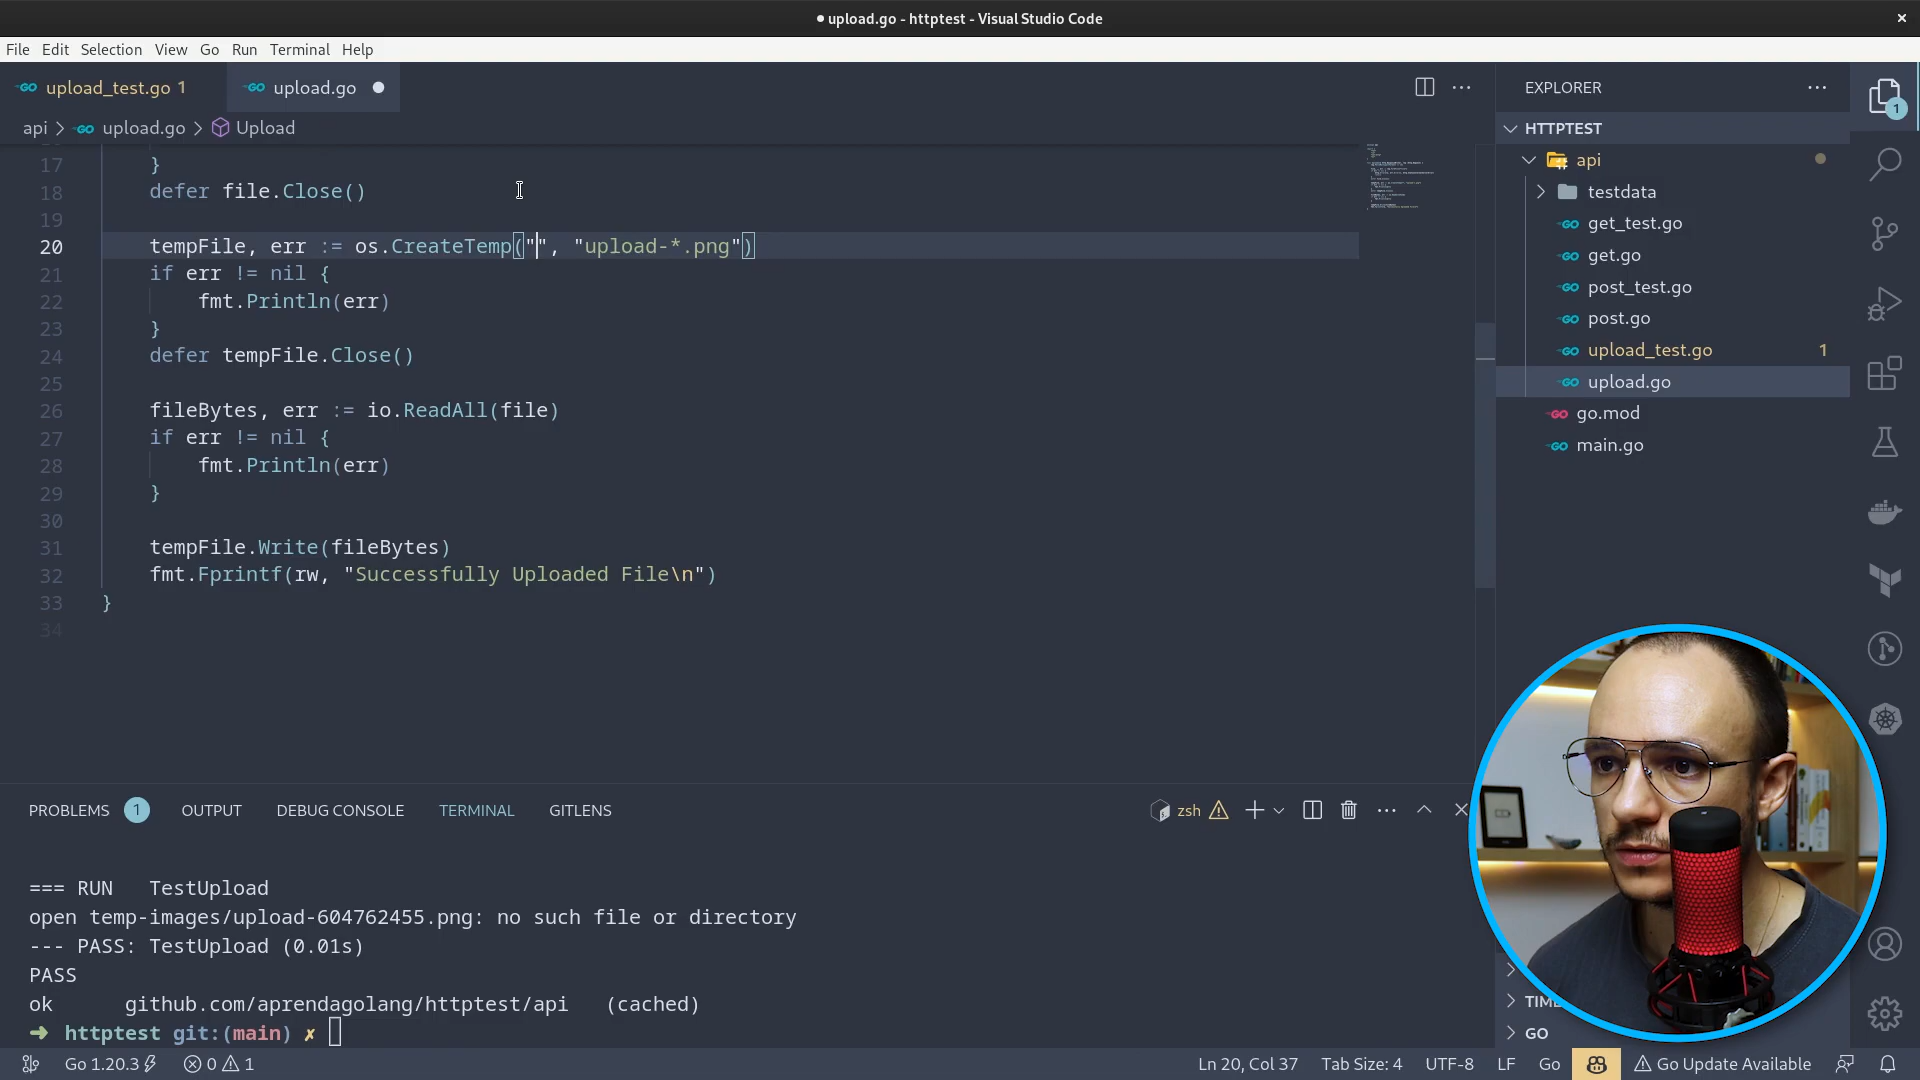 ● upload.go - httptest - Visual Studio Code
File Edit Selection View Go Run Terminal Help
upload_test.go 1
upload.go
api > upload.go > Upload
17 }
18 defer file.Close()
19
20 tempFile, err := os.CreateTemp("", "upload-*.png")
21 if err != nil {
22 fmt.Println(err)
23 }
24 defer tempFile.Close()
25
26 fileBytes, err := io.ReadAll(file)
27 if err != nil {
28 fmt.Println(err)
29 }
30
31 tempFile.Write(fileBytes)
32 fmt.Fprintf(rw, "Successfully Uploaded File\n")
33 }
34
EXPLORER
HTTPTEST
api
testdata
get_test.go
get.go
post_test.go
post.go
upload_test.go 1
upload.go
go.mod
main.go
GO
1
PROBLEMS 1 OUTPUT DEBUG CONSOLE TERMINAL GITLENS
zsh
=== RUN   TestUpload
open temp-images/upload-604762455.png: no such file or directory
--- PASS: TestUpload (0.01s)
PASS
ok      github.com/aprendagolang/httptest/api   (cached)
➜ httptest git:(main) ✗
Go 1.20.3 0 1
Ln 20, Col 37 Tab Size: 4 UTF-8 LF Go Go Update Available